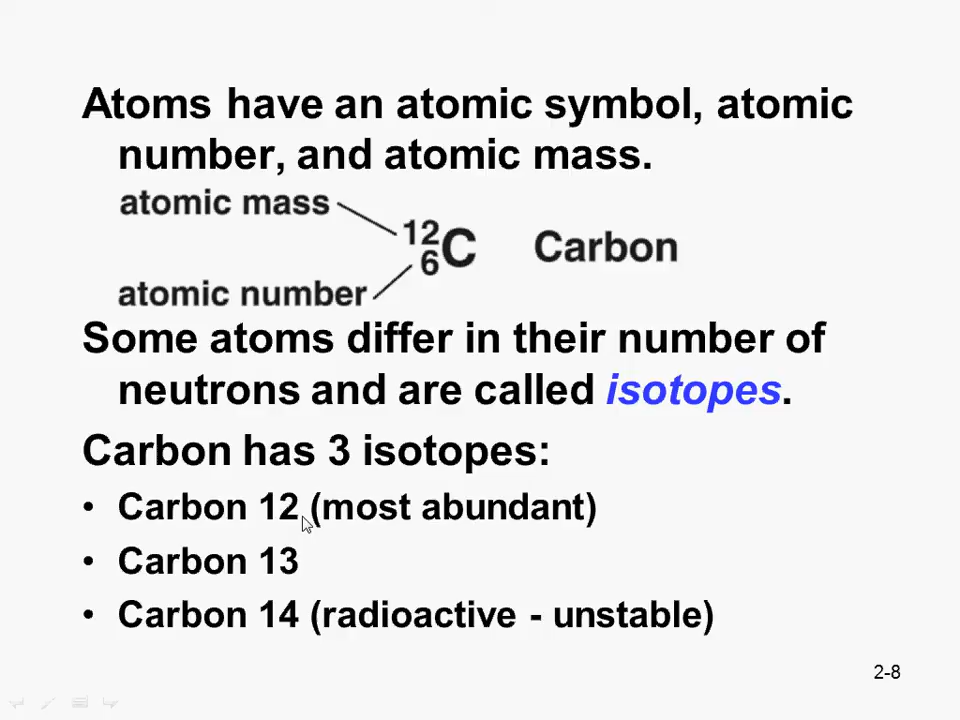 Atoms have an atomic symbol, atomic
number, and atomic mass.
atomic mass
12
6 C Carbon
atomic number
Some atoms differ in their number of
neutrons and are called isotopes.
Carbon has 3 isotopes:
• Carbon 12 (most abundant)
• Carbon 13
• Carbon 14 (radioactive - unstable)
2-8